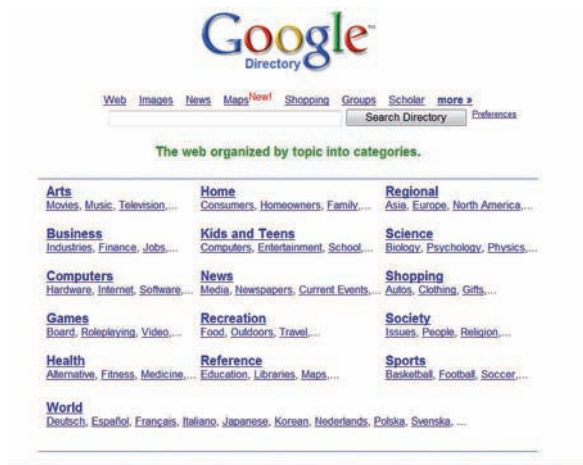 Google™
Directory
Web Images News Maps New! Shopping Groups Scholar more »
Search Directory Preferences
The web organized by topic into categories.
Arts
Movies, Music, Television,...
Home
Consumers, Homeowners, Family,...
Regional
Asia, Europe, North America,...
Business
Industries, Finance, Jobs,...
Kids and Teens
Computers, Entertainment, School,...
Science
Biology, Psychology, Physics,...
Computers
Hardware, Internet, Software,...
News
Media, Newspapers, Current Events,...
Shopping
Autos, Clothing, Gifts,...
Games
Board, Roleplaying, Video,...
Recreation
Food, Outdoors, Travel,...
Society
Issues, People, Religion,...
Health
Alternative, Fitness, Medicine,...
Reference
Education, Libraries, Maps,...
Sports
Basketball, Football, Soccer,...
World
Deutsch, Español, Français, Italiano, Japanese, Korean, Nederlands, Polska, Svenska, ...